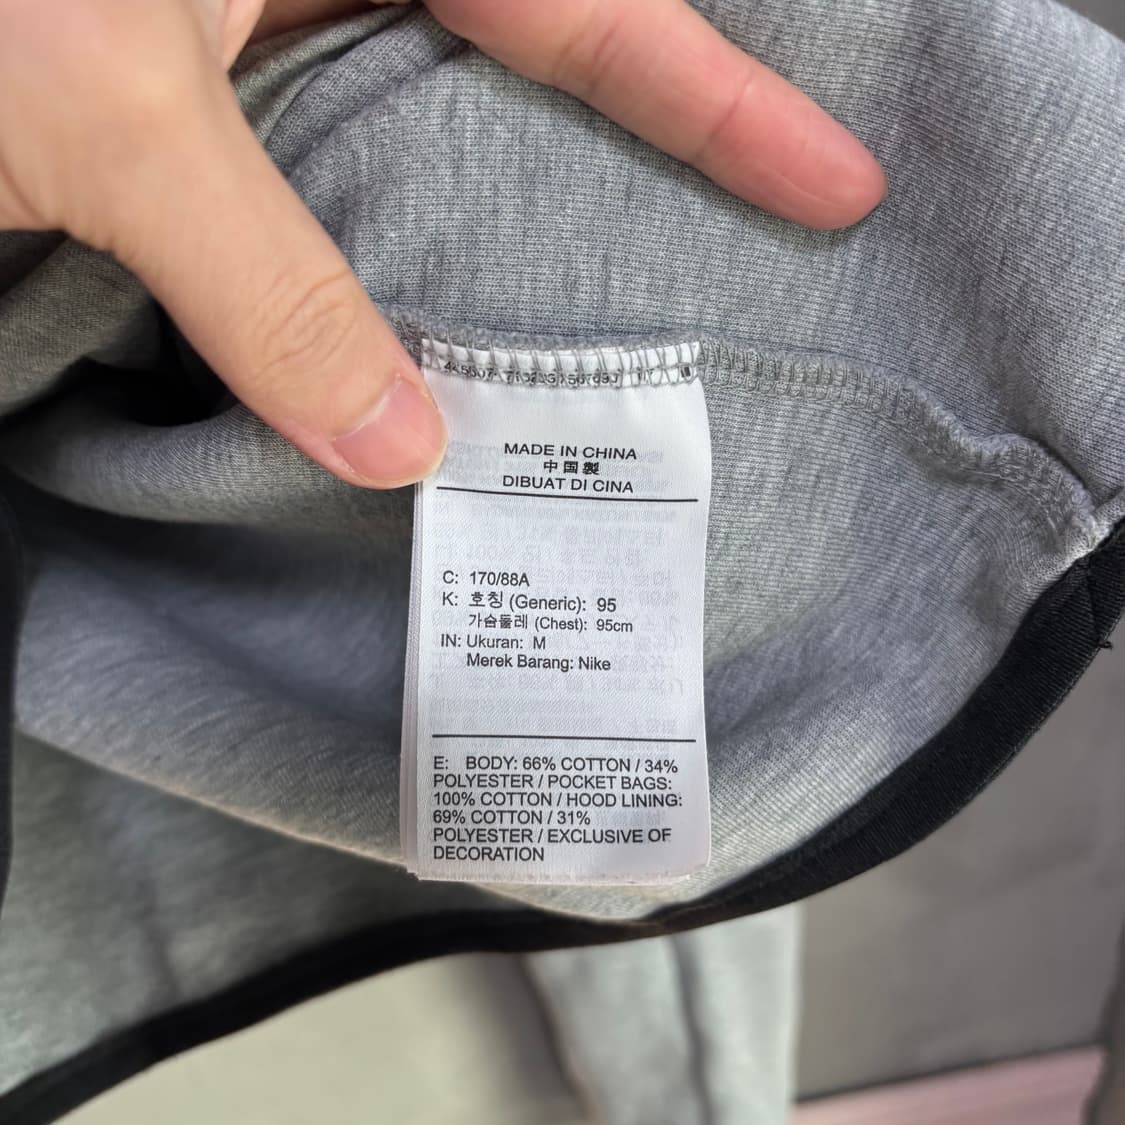 MADE IN CHINA
中国製
DIBUAT DI CINA
C: 170/88A
K: 호칭 (Generic): 95
가슴둘레 (Chest): 95cm
IN: Ukuran: M
Merek Barang: Nike
E: BODY: 66% COTTON / 34%
POLYESTER / POCKET BAGS:
100% COTTON / HOOD LINING:
69% COTTON / 31%
POLYESTER / EXCLUSIVE OF
DECORATION